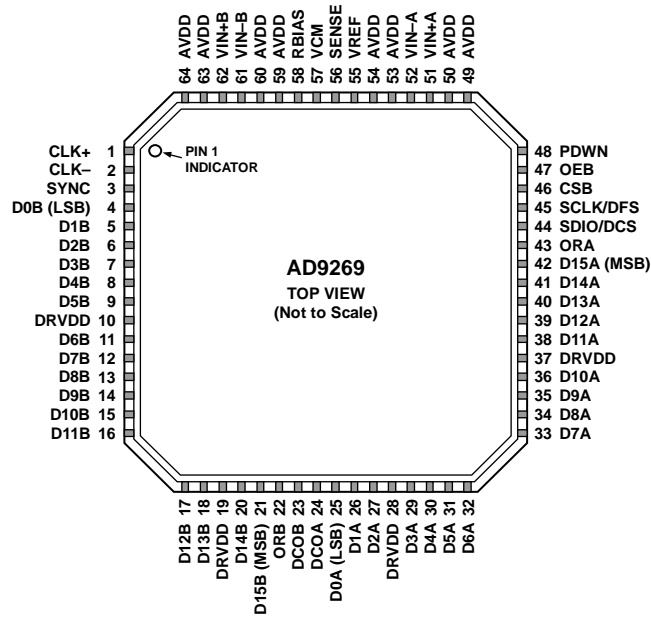 64 AVDD
63 AVDD
62 VIN+B
61 VIN–B
60 AVDD
59 AVDD
58 RBIAS
57 VCM
56 SENSE
55 VREF
54 AVDD
53 AVDD
52 VIN–A
51 VIN+A
50 AVDD
49 AVDD
CLK+ 1
CLK– 2
SYNC 3
D0B (LSB) 4
D1B 5
D2B 6
D3B 7
D4B 8
D5B 9
DRVDD 10
D6B 11
D7B 12
D8B 13
D9B 14
D10B 15
D11B 16
PIN 1
INDICATOR
AD9269
TOP VIEW
(Not to Scale)
48 PDWN
47 OEB
46 CSB
45 SCLK/DFS
44 SDIO/DCS
43 ORA
42 D15A (MSB)
41 D14A
40 D13A
39 D12A
38 D11A
37 DRVDD
36 D10A
35 D9A
34 D8A
33 D7A
D12B 17
D13B 18
DRVDD 19
D14B 20
D15B (MSB) 21
ORB 22
DCOB 23
DCOA 24
D0A (LSB) 25
D1A 26
D2A 27
DRVDD 28
D3A 29
D4A 30
D5A 31
D6A 32